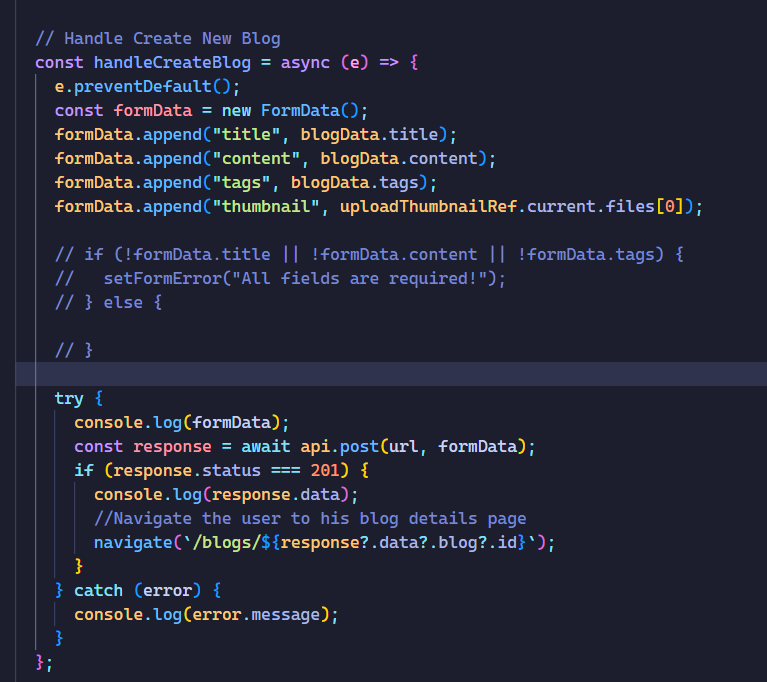 // Handle Create New Blog
const handleCreateBlog = async (e) => {
e.preventDefault();
const formData = new FormData();
formData.append("title", blogData.title);
formData.append("content", blogData.content);
formData.append("tags", blogData.tags);
formData.append("thumbnail", uploadThumbnailRef.current.files[0]);
// if (!formData.title || !formData.content || !formData.tags) {
//   setFormError("All fields are required!");
// } else {
// }
try {
console.log(formData);
const response = await api.post(url, formData);
if (response.status === 201) {
console.log(response.data);
//Navigate the user to his blog details page
navigate(`/blogs/${response?.data?.blog?.id}`);
}
} catch (error) {
console.log(error.message);
}
};